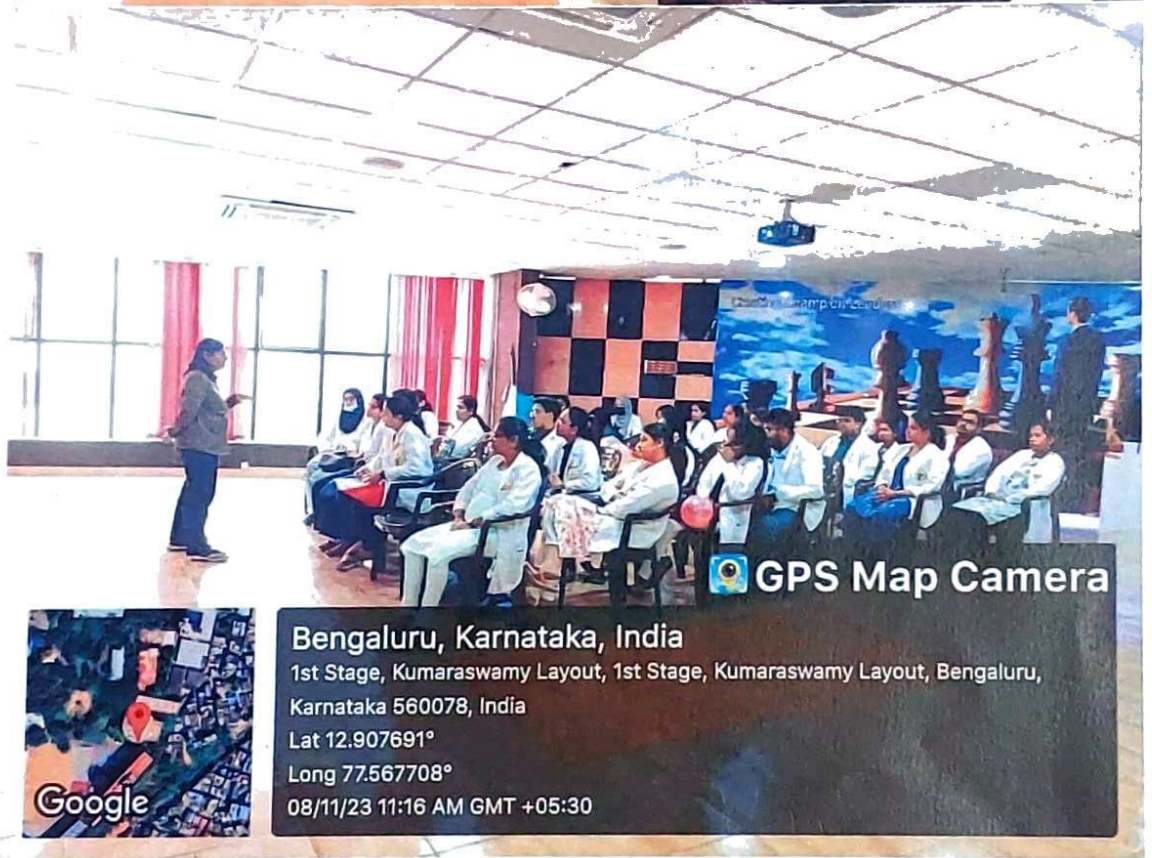 GPS Map Camera
Bengaluru, Karnataka, India
1st Stage, Kumaraswamy Layout, 1st Stage, Kumaraswamy Layout, Bengaluru,
Karnataka 560078, India
Lat 12.907691°
Long 77.567708°
08/11/23 11:16 AM GMT +05:30
Google